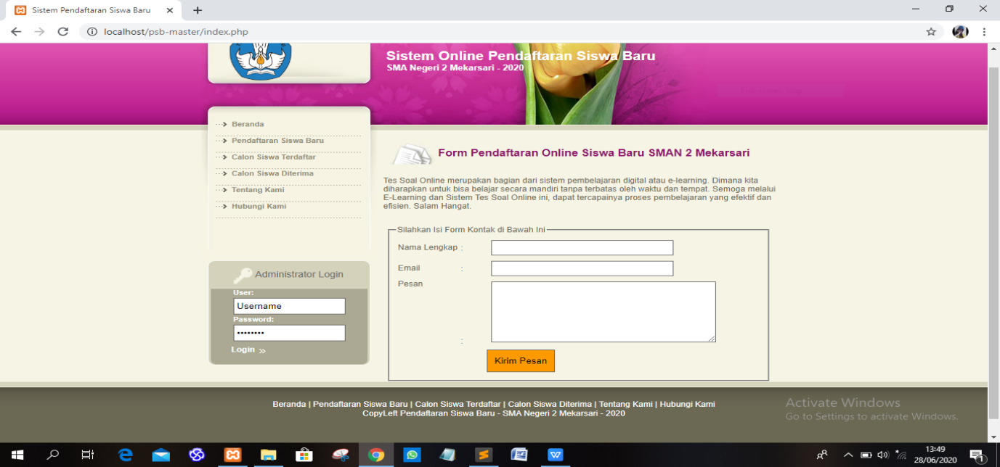 Sistem Pendaftaran Siswa Baru
localhost/psb-master/index.php
Sistem Online Pendaftaran Siswa Baru
SMA Negeri 2 Mekarsari - 2020
Beranda
Pendaftaran Siswa Baru
Calon Siswa Terdaftar
Calon Siswa Diterima
Tentang Kami
Hubungi Kami
Administrator Login
User:
Username
Password:
••••••••
Login »
Form Pendaftaran Online Siswa Baru SMAN 2 Mekarsari
Tes Soal Online merupakan bagian dari sistem pembelajaran digital atau e-learning. Dimana kita
diharapkan untuk bisa belajar secara mandiri tanpa terbatas oleh waktu dan tempat. Semoga melalui
E-Learning dan Sistem Tes Soal Online ini, dapat tercapainya proses pembelajaran yang efektif dan
efisien. Salam Hangat.
Silahkan Isi Form Kontak di Bawah Ini
Nama Lengkap :
Email :
Pesan
:
Kirim Pesan
Beranda | Pendaftaran Siswa Baru | Calon Siswa Terdaftar | Calon Siswa Diterima | Tentang Kami | Hubungi Kami
CopyLeft Pendaftaran Siswa Baru - SMA Negeri 2 Mekarsari - 2020
Activate Windows
Go to Settings to activate Windows.
13:49
28/06/2020
1